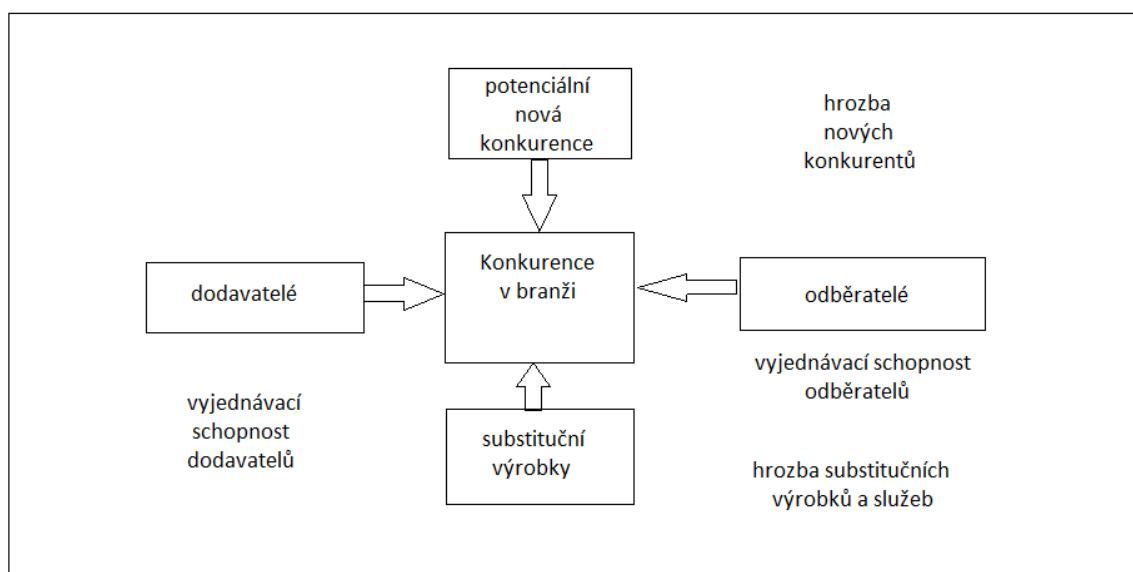 potenciální
nová
konkurence
hrozba
nových
konkurentů
Konkurence
v branži
dodavatelé
odběratelé
vyjednávací schopnost
odběratelů
vyjednávací
schopnost
dodavatelů
substituční
výrobky
hrozba substitučních
výrobků a služeb